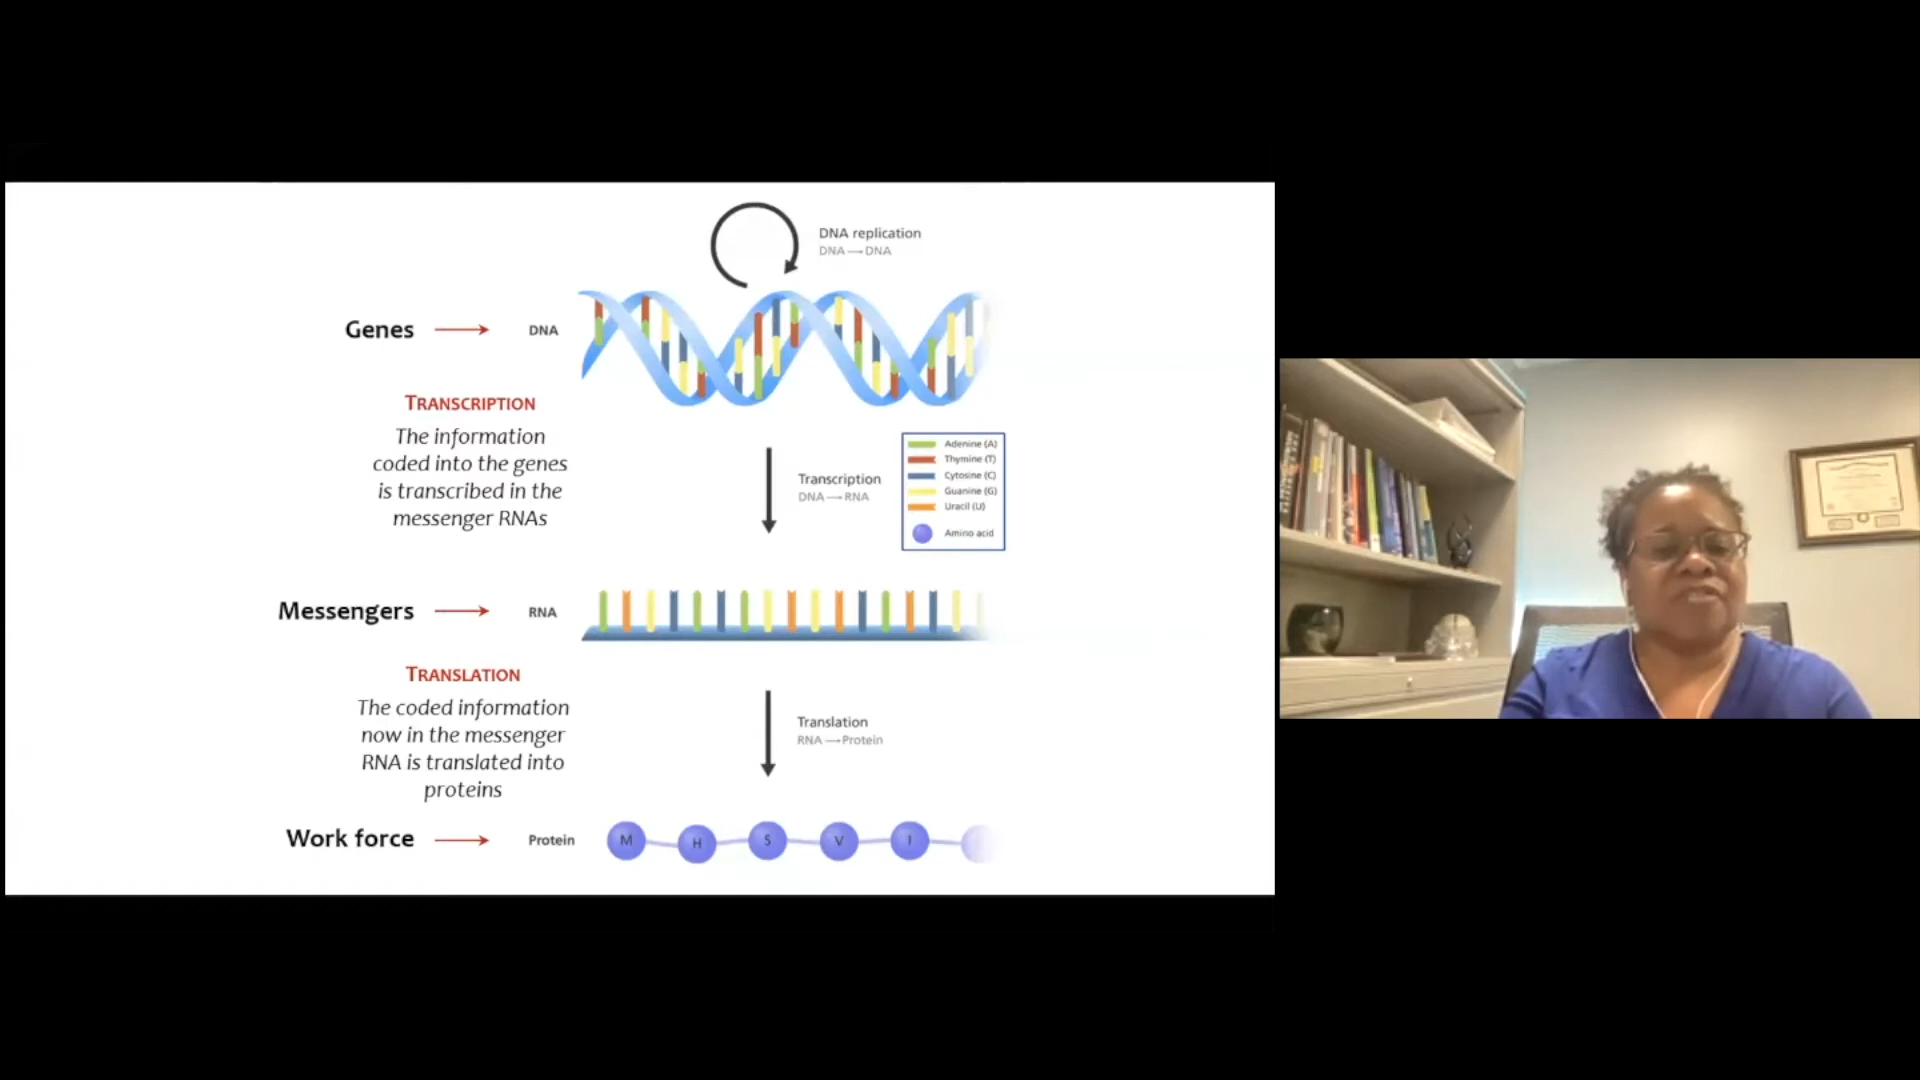 DNA replication
DNA → DNA
Genes → DNA
TRANSCRIPTION
The information
coded into the genes
is transcribed in the
messenger RNAs
Transcription
DNA → RNA
Adenine (A)
Thymine (T)
Cytosine (C)
Guanine (G)
Uracil (U)
Amino acid
Messengers → RNA
TRANSLATION
The coded information
now in the messenger
RNA is translated into
proteins
Translation
RNA → Protein
Work force → Protein
M H S V I